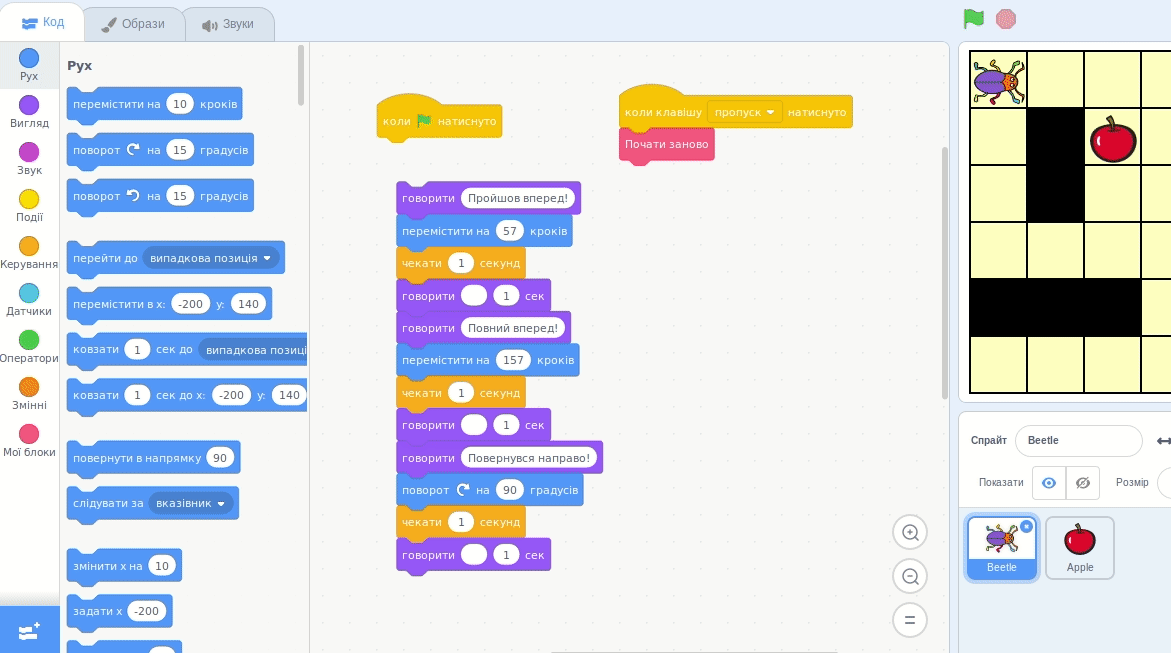 Код
Образи
Звуки
Рух
Вигляд
Звук
Події
Керування
Датчики
Оператори
Змінні
Мої блоки
Рух
перемістити на 10 кроків
поворот на 15 градусів
поворот на 15 градусів
перейти до випадкова позиція
перемістити в x: -200 y: 140
ковзати 1 сек до випадкова позиці
ковзати 1 сек до x: -200 y: 140
повернути в напрямку 90
слідувати за вказівник
змінити x на 10
задати x -200
коли натиснуто
коли клавішу пропуск натиснуто
Почати заново
говорити Пройшов вперед!
перемістити на 57 кроків
чекати 1 секунд
говорити 1 сек
говорити Повний вперед!
перемістити на 157 кроків
чекати 1 секунд
говорити 1 сек
говорити Повернувся направо!
поворот на 90 градусів
чекати 1 секунд
говорити 1 сек
Спрайт Beetle
Показати Розмір
Beetle
Apple